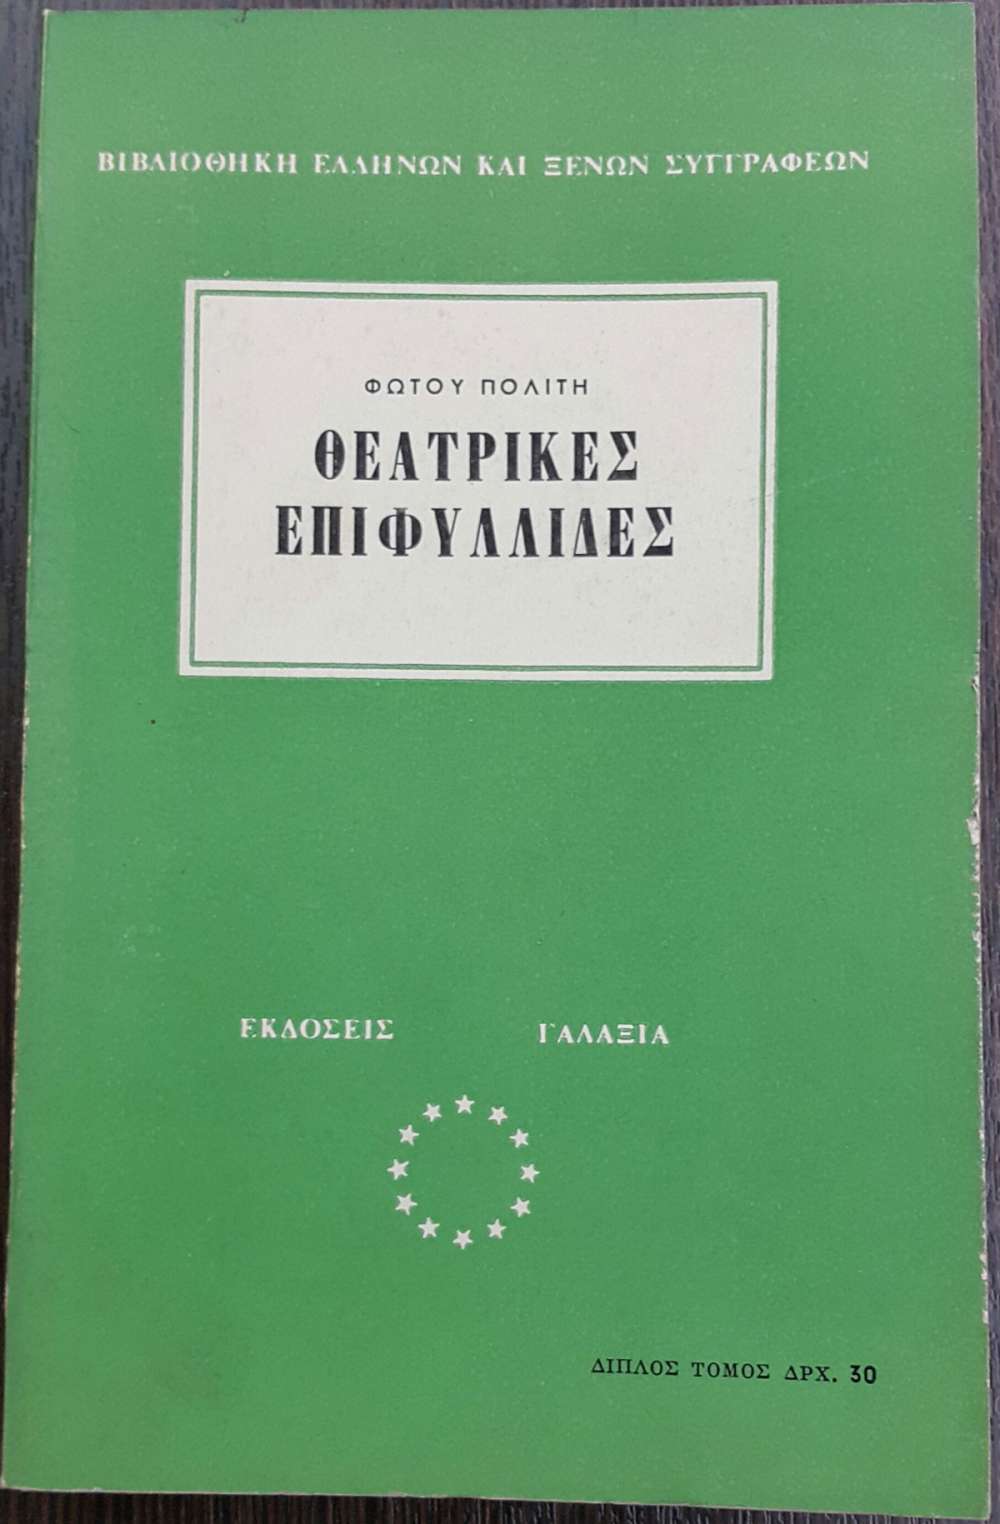 ΒΙΒΛΙΟΘΗΚΗ ΕΛΛΗΝΩΝ ΚΑΙ ΞΕΝΩΝ ΣΥΓΓΡΑΦΕΩΝ
ΦΩΤΟΥ ΠΟΛΙΤΗ
ΘΕΑΤΡΙΚΕΣ
ΕΠΙΦΥΛΛΙΔΕΣ
ΕΚΔΟΣΕΙΣ ΓΑΛΑΞΙΑ
ΔΙΠΛΟΣ ΤΟΜΟΣ ΔΡΧ. 30